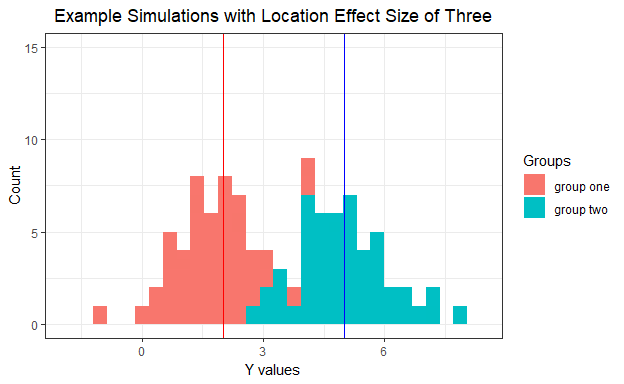 Example Simulations with Location Effect Size of Three
15
10
5
0
Count
0 3 6
Y values
Groups
group one
group two